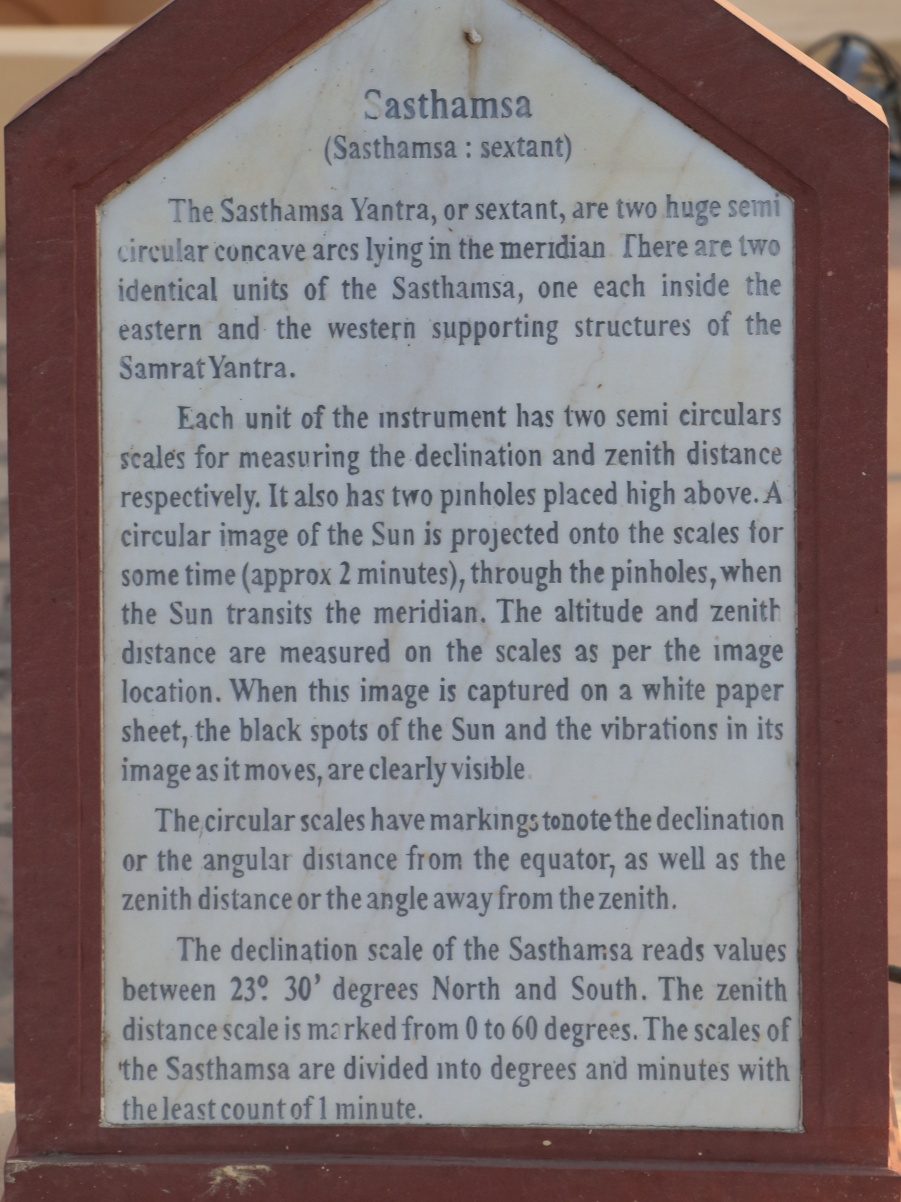 Sasthamsa
(Sasthamsa : sextant)
The Sasthamsa Yantra, or sextant, are two huge semi
circular concave arcs lying in the meridian. There are two
identical units of the Sasthamsa, one each inside the
eastern and the western supporting structures of the
Samrat Yantra.
Each unit of the instrument has two semi circulars
scales for measuring the declination and zenith distance
respectively. It also has two pinholes placed high above. A
circular image of the Sun is projected onto the scales for
some time (approx 2 minutes), through the pinholes, when
the Sun transits the meridian. The altitude and zenith
distance are measured on the scales as per the image
location. When this image is captured on a white paper
sheet, the black spots of the Sun and the vibrations in its
image as it moves, are clearly visible.
The circular scales have markings to note the declination
or the angular distance from the equator, as well as the
zenith distance or the angle away from the zenith.
The declination scale of the Sasthamsa reads values
between 23º 30’ degrees North and South. The zenith
distance scale is marked from 0 to 60 degrees. The scales of
the Sasthamsa are divided into degrees and minutes with
the least count of 1 minute.